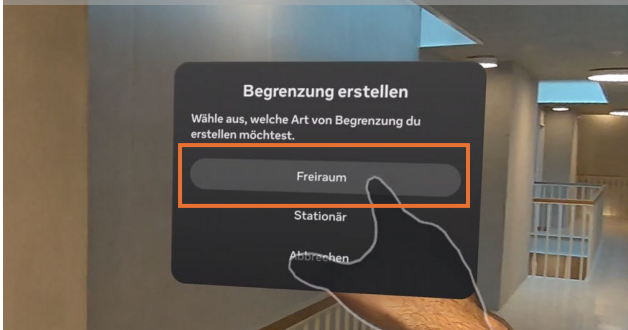 Begrenzung erstellen
Wähle aus, welche Art von Begrenzung du
erstellen möchtest.
Freiraum
Stationär
Abbrechen